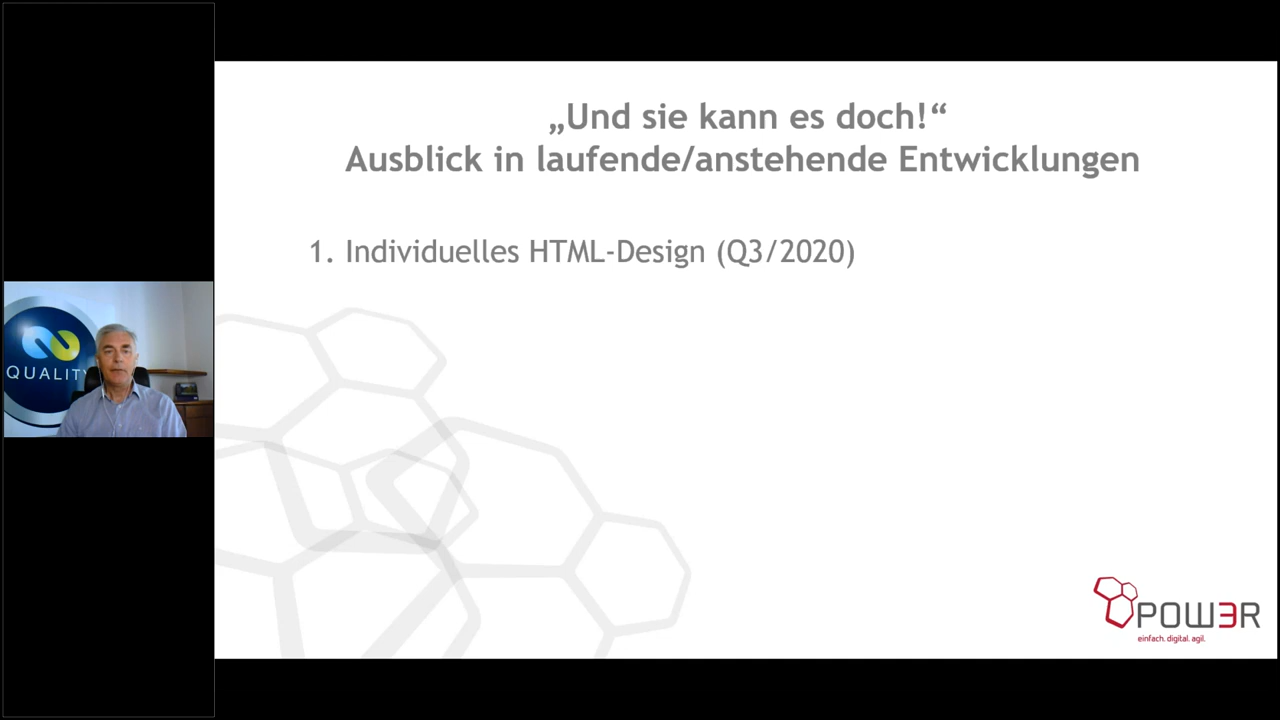 „Und sie kann es doch!“
Ausblick in laufende/anstehende Entwicklungen
1. Individuelles HTML-Design (Q3/2020)
QUALITY
POW3R
einfach. digital. agil.